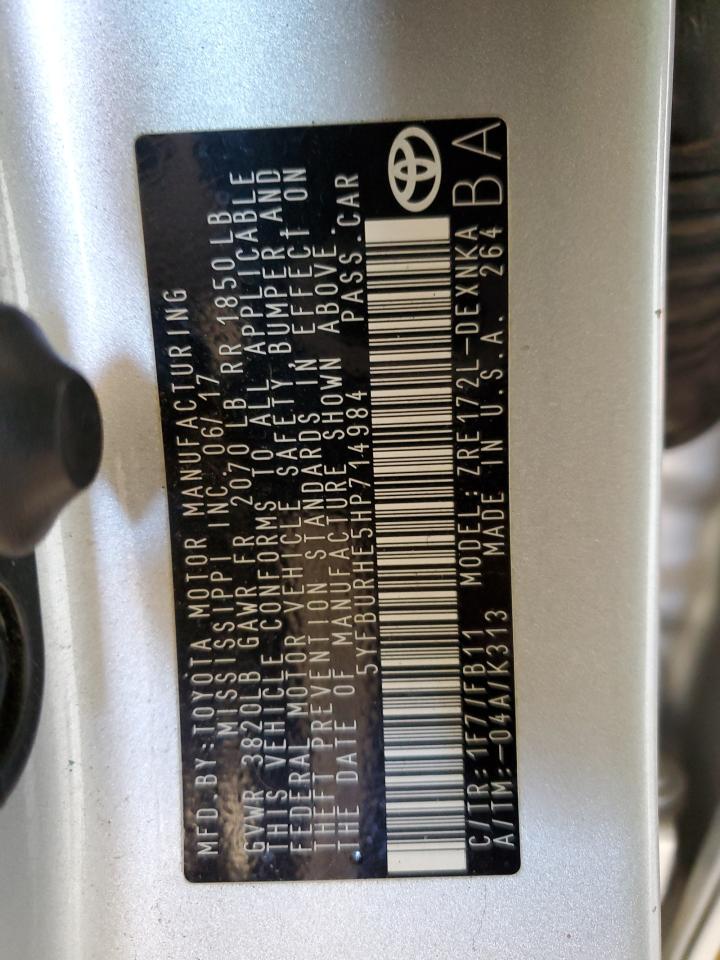 MFD.BY:TOYOTA MOTOR MANUFACTURING
MISSISSIPPI INC 06/17
GVWR 3820LB GAWR FR 2070 LB RR 1850 LB
THIS VEHICLE CONFORMS TO ALL APPLICABLE
FEDERAL MOTOR VEHICLE SAFETY, BUMPER, AND
THEFT PREVENTION STANDARDS IN EFFECT ON
THE DATE OF MANUFACTURE SHOWN ABOVE.
5YFBURHE5HP714984 PASS.CAR
C/TR:1F7/FB11 MODEL:ZRE172L-DEXNKA
A/TM:-04A/K313 MADE IN U.S.A. 264
BA